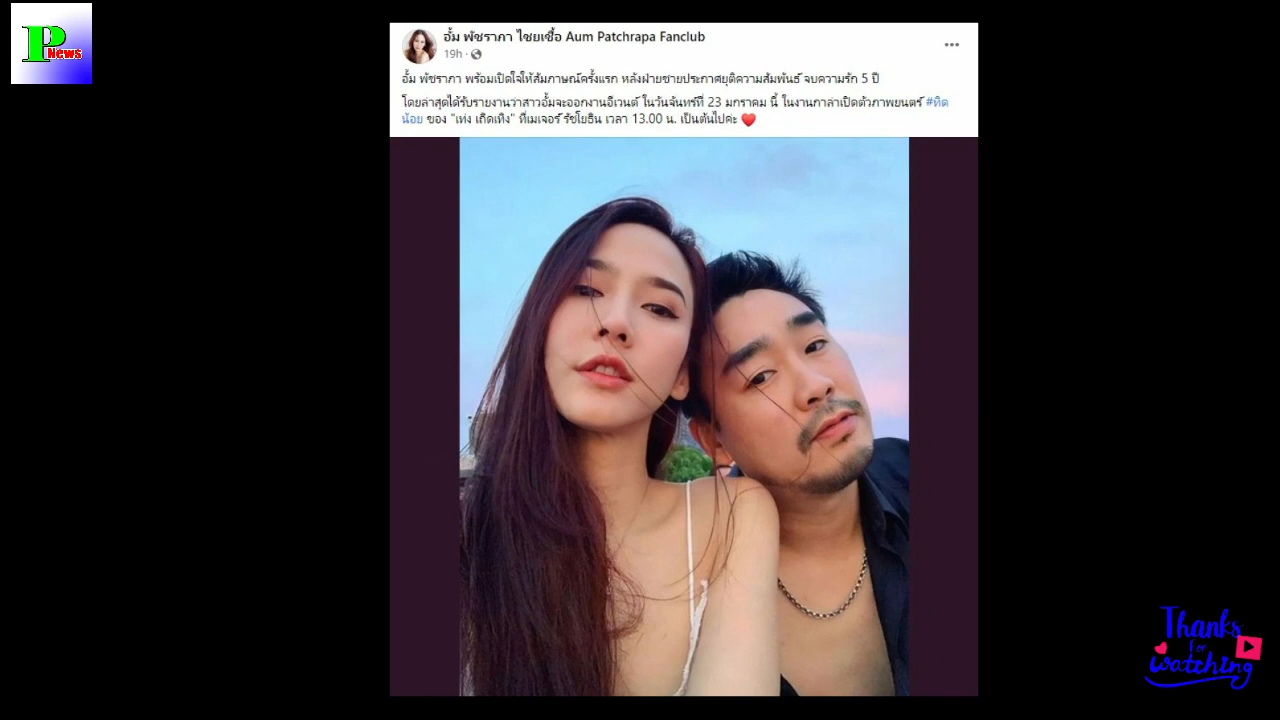 P
News
อั้ม พัชราภา ไชยเชื้อ Aum Patchrapa Fanclub
19h ·
อั้ม พัชราภา พร้อมเปิดใจให้สัมภาษณ์ครั้งแรก หลังฝ่ายชายประกาศยุติความสัมพันธ์ จบความรัก 5 ปี
โดยล่าสุดได้รับรายงานว่าสาวอั้มจะออกงานอีเวนต์ ในวันจันทร์ที่ 23 มกราคม นี้ ในงานกาล่าเปิดตัวภาพยนตร์ #ทิด
น้อย ของ "เท่ง เถิดเทิง" ที่เมเจอร์ รัชโยธิน เวลา 13.00 น. เป็นต้นไปค่ะ ❤️
Thanks
for
watching